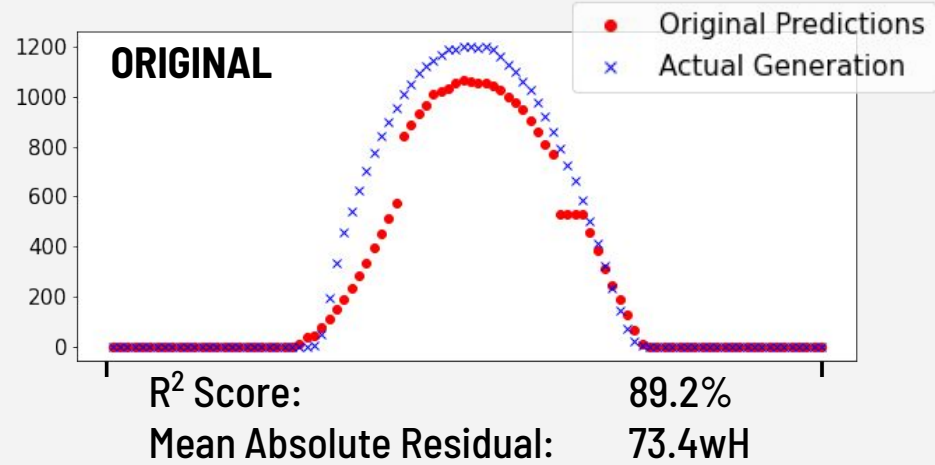 Original Predictions
Actual Generation
ORIGINAL
1200
1000
800
600
400
200
0
R² Score: 89.2%
Mean Absolute Residual: 73.4wH